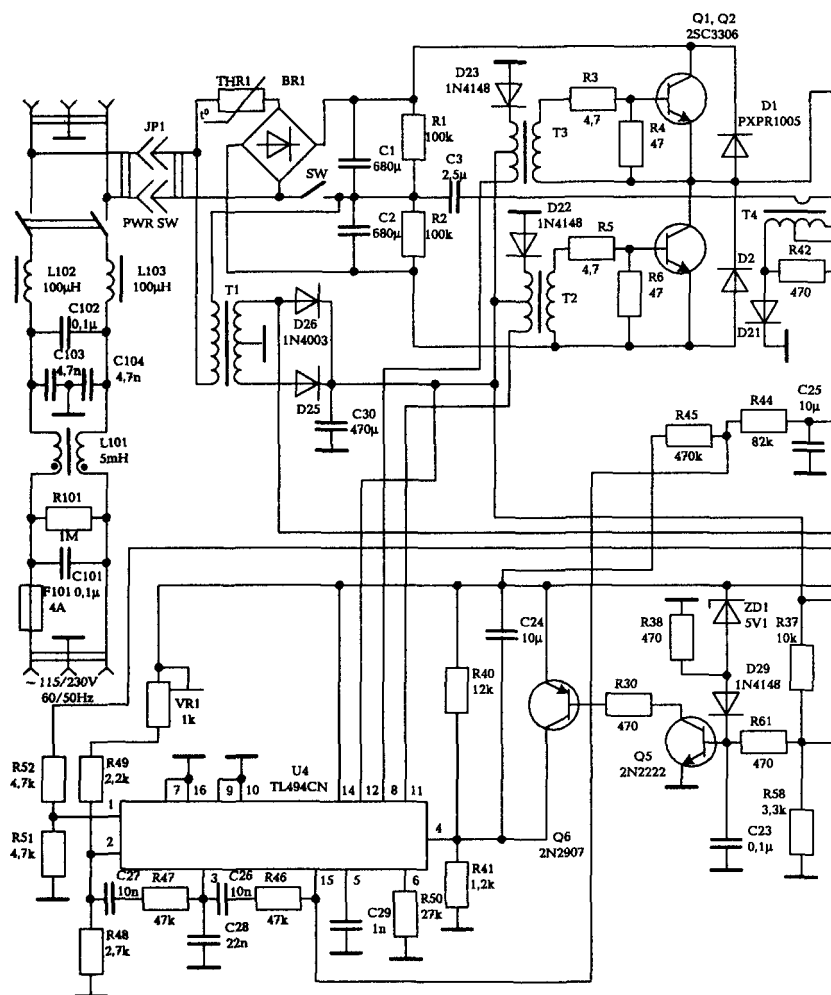 Q1, Q2
2SC3306
THR1
t°
BR1
D23
1N4148
R3
4,7
R4
47
D1
PXPR1005
JP1
T3
R1
100k
C1
680µ
C3
2,5µ
SW
PWR SW
C2
680µ
R2
100k
D22
1N4148
R5
4,7
R6
47
T4
D2
R42
470
L102
100µH
L103
100µH
C102
0,1µ
T1
T2
D26
1N4003
D21
C103
4,7n
C104
4,7n
D25
C30
470µ
R45
470k
R44
82k
C25
10µ
L101
5mH
R101
1M
C101
0,1µ
F101
4A
C24
10µ
R38
470
ZD1
5V1
R37
10k
~ 115/230V
60/50Hz
VR1
1k
R40
12k
R30
470
D29
1N4148
R61
470
Q5
2N2222
R52
4,7k
R49
2,2k
U4
TL494CN
7
16
9
10
14
12
8
11
1
2
4
3
15
5
6
Q6
2N2907
R58
3,3k
R51
4,7k
C23
0,1µ
R41
1,2k
C27
10n
R47
47k
C26
10n
R46
47k
C29
1n
R50
27k
R48
2,7k
C28
22n